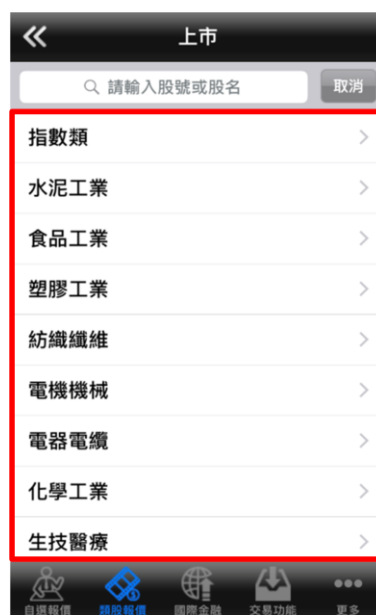 上市
請輸入股號或股名
取消
指數類
水泥工業
食品工業
塑膠工業
紡織纖維
電機機械
電器電纜
化學工業
生技醫療
自選報價 類股報價 國際金融 交易功能 更多